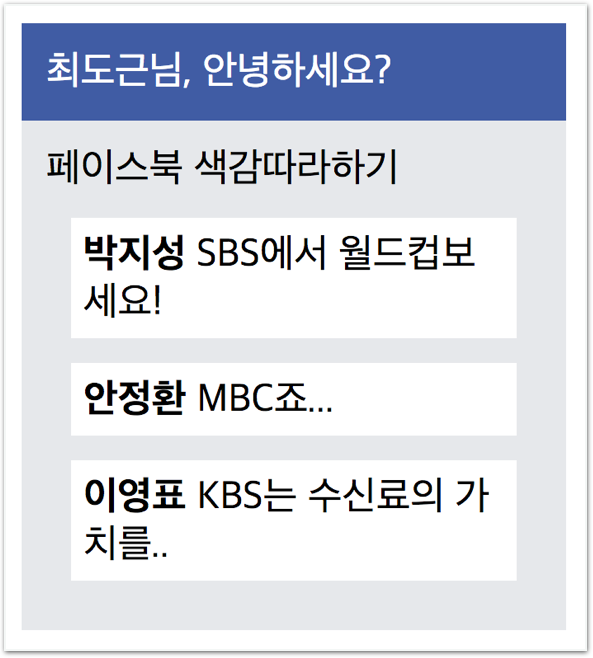 최도근님, 안녕하세요?
페이스북 색감따라하기
박지성 SBS에서 월드컵보
세요!
안정환 MBC죠...
이영표 KBS는 수신료의 가
치를..